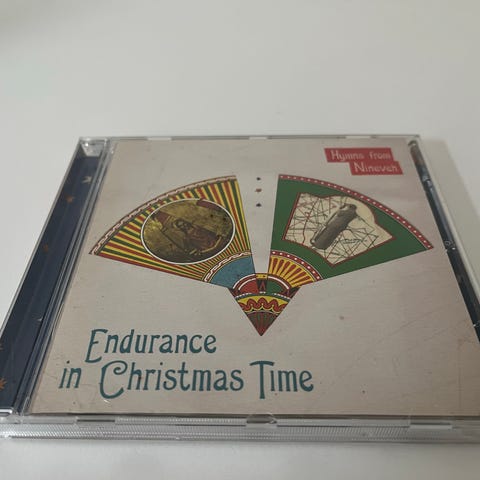 Hymns from
Nineveh
Endurance
in Christmas Time